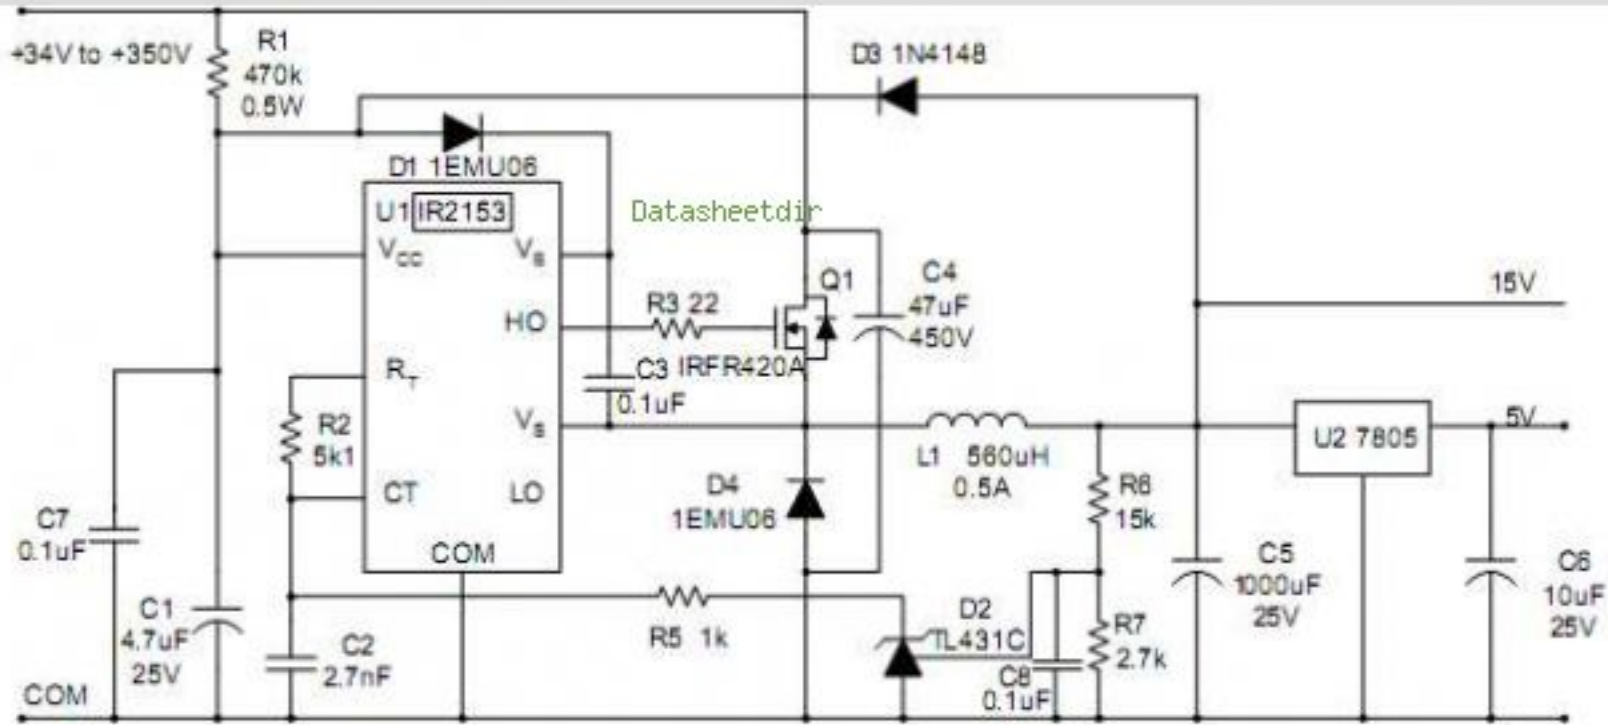 +34V to +350V
R1
470k
0.5W
D3 1N4148
D1 1EMU06
U1 IR2153
Datasheetdir
VCC
VB
Q1
C4
47uF
450V
15V
R3 22
HO
C3
0.1uF
IRFR420A
RT
R2
5k1
VS
L1 560uH
0.5A
U2 7805
5V
CT
LO
D4
1EMU06
R6
15k
C7
0.1uF
COM
C5
1000uF
25V
C6
10uF
25V
C1
4.7uF
25V
R5 1k
D2
TL431C
R7
2.7k
C2
2.7nF
C8
0.1uF
COM